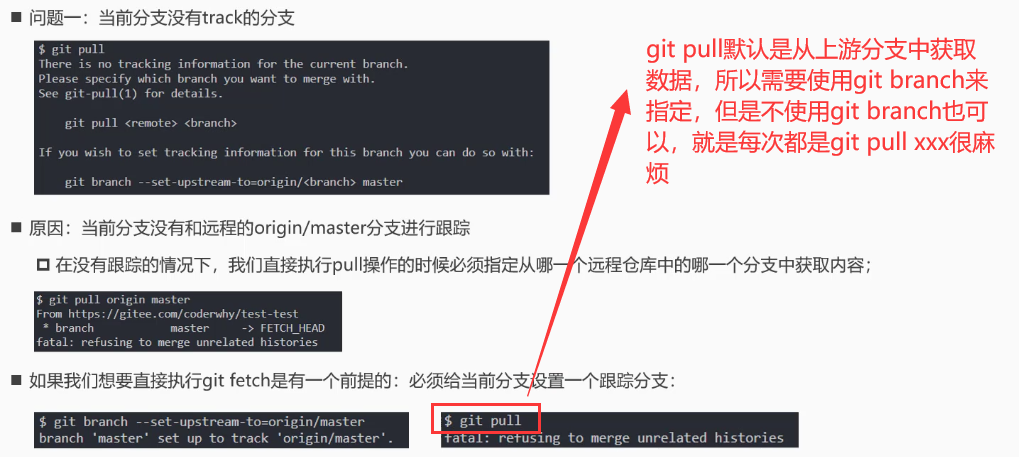 问题一：当前分支没有track的分支
$ git pull
There is no tracking information for the current branch.
Please specify which branch you want to merge with.
See git-pull(1) for details.
git pull <remote> <branch>
If you wish to set tracking information for this branch you can do so with:
git branch --set-upstream-to=origin/<branch> master
git pull默认是从上游分支中获取
数据，所以需要使用git branch来
指定，但是不使用git branch也可
以，就是每次都是git pull xxx很麻
烦
原因：当前分支没有和远程的origin/master分支进行跟踪
在没有跟踪的情况下，我们直接执行pull操作的时候必须指定从哪一个远程仓库中的哪一个分支中获取内容；
$ git pull origin master
From https://gitee.com/coderwhy/test-test
* branch master -> FETCH_HEAD
fatal: refusing to merge unrelated histories
如果我们想要直接执行git fetch是有一个前提的：必须给当前分支设置一个跟踪分支：
$ git branch --set-upstream-to=origin/master
branch 'master' set up to track 'origin/master'.
$ git pull
fatal: refusing to merge unrelated histories